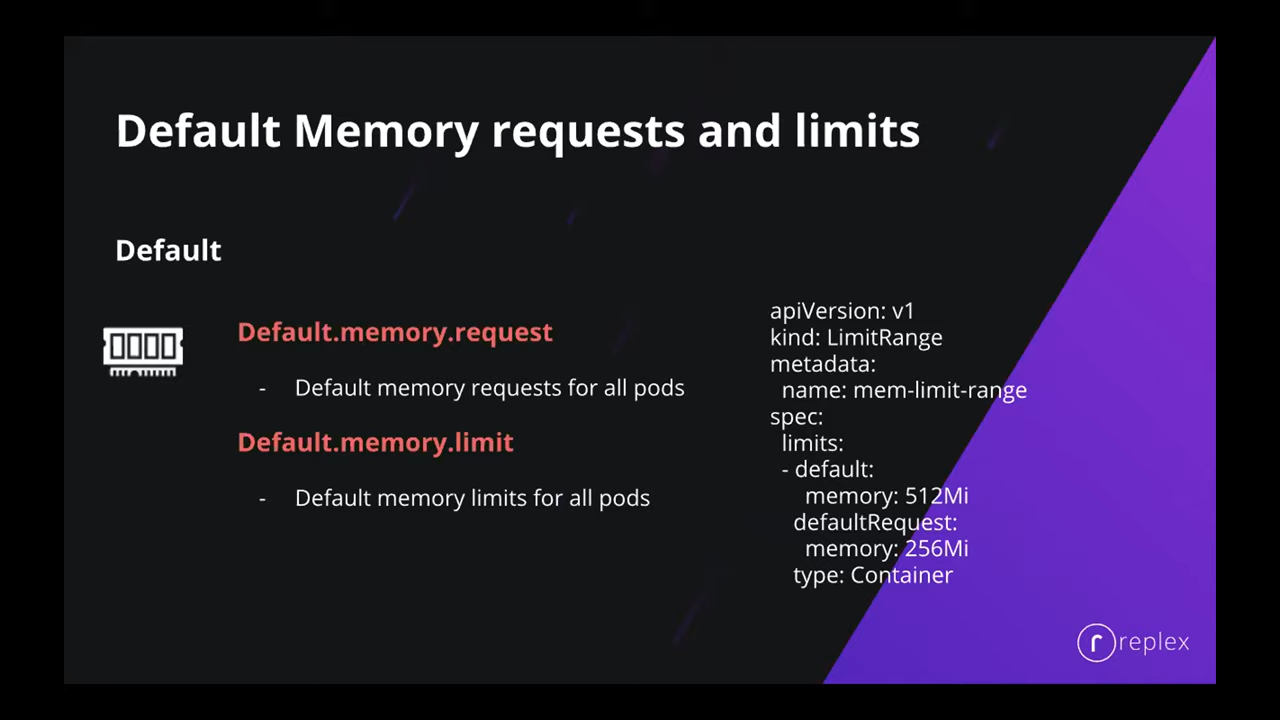 Default Memory requests and limits
Default
Default.memory.request
- Default memory requests for all pods
Default.memory.limit
- Default memory limits for all pods
apiVersion: v1
kind: LimitRange
metadata:
  name: mem-limit-range
spec:
  limits:
  - default:
      memory: 512Mi
    defaultRequest:
      memory: 256Mi
    type: Container
r replex